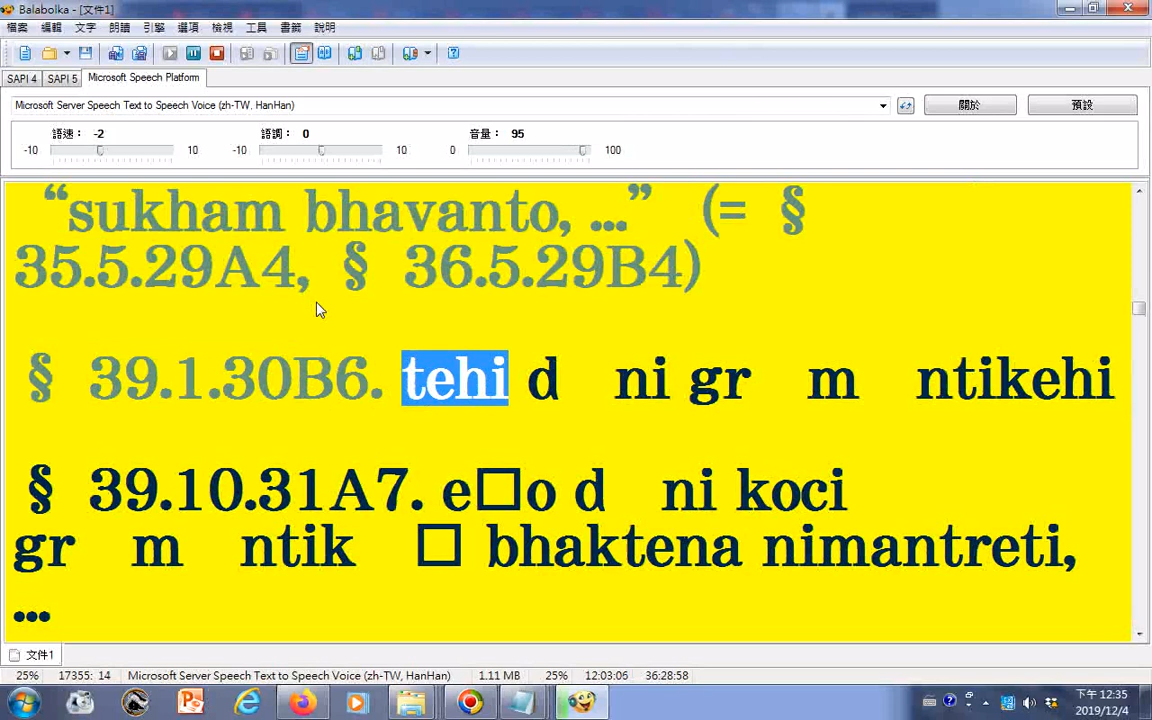 Balabolka - [文件1]
檔案 編輯 文字 朗讀 引擎 選項 檢視 工具 書籤 說明
SAPI 4 SAPI 5 Microsoft Speech Platform
Microsoft Server Speech Text to Speech Voice (zh-TW, HanHan) 關於 預設
語速： -2 語調： 0 音量： 95
-10 10 -10 10 0 100
“sukham bhavanto, ...” (= §
35.5.29A4, § 36.5.29B4)
§ 39.1.30B6. tehi d ni gr m ntikehi
§ 39.10.31A7. e□o d ni koci
gr m ntik □ bhaktena nimantreti,
...
文件1
25% 17355: 14 Microsoft Server Speech Text to Speech Voice (zh-TW, HanHan) 1.11 MB 25% 12:03:06 36:28:58
下午 12:35
2019/12/4